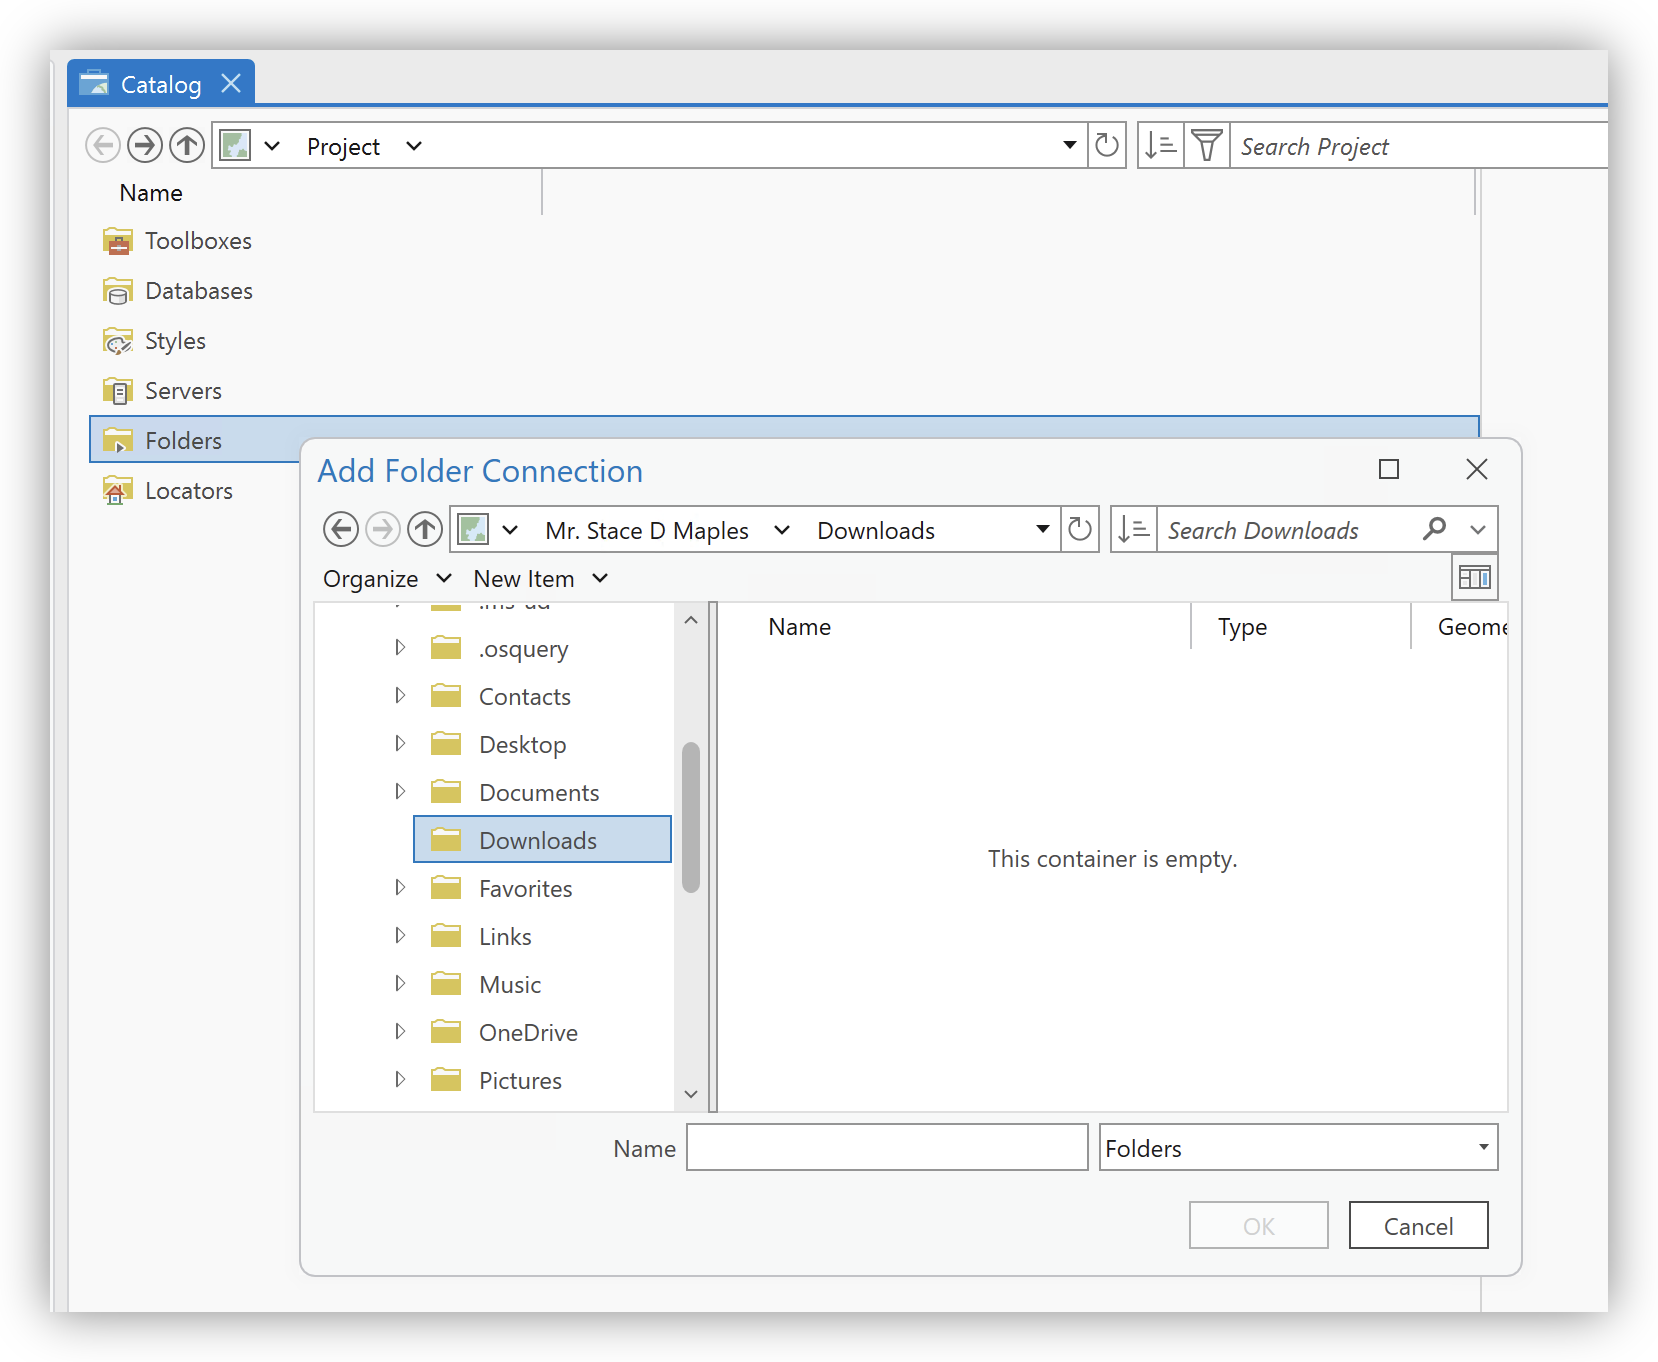 Catalog
Project
Search Project
Name
Toolboxes
Databases
Styles
Servers
Folders
Locators
Add Folder Connection
Mr. Stace D Maples Downloads
Search Downloads
Organize New Item
.osquery
Contacts
Desktop
Documents
Downloads
Favorites
Links
Music
OneDrive
Pictures
Name Type Geome
This container is empty.
Name
Folders
OK Cancel